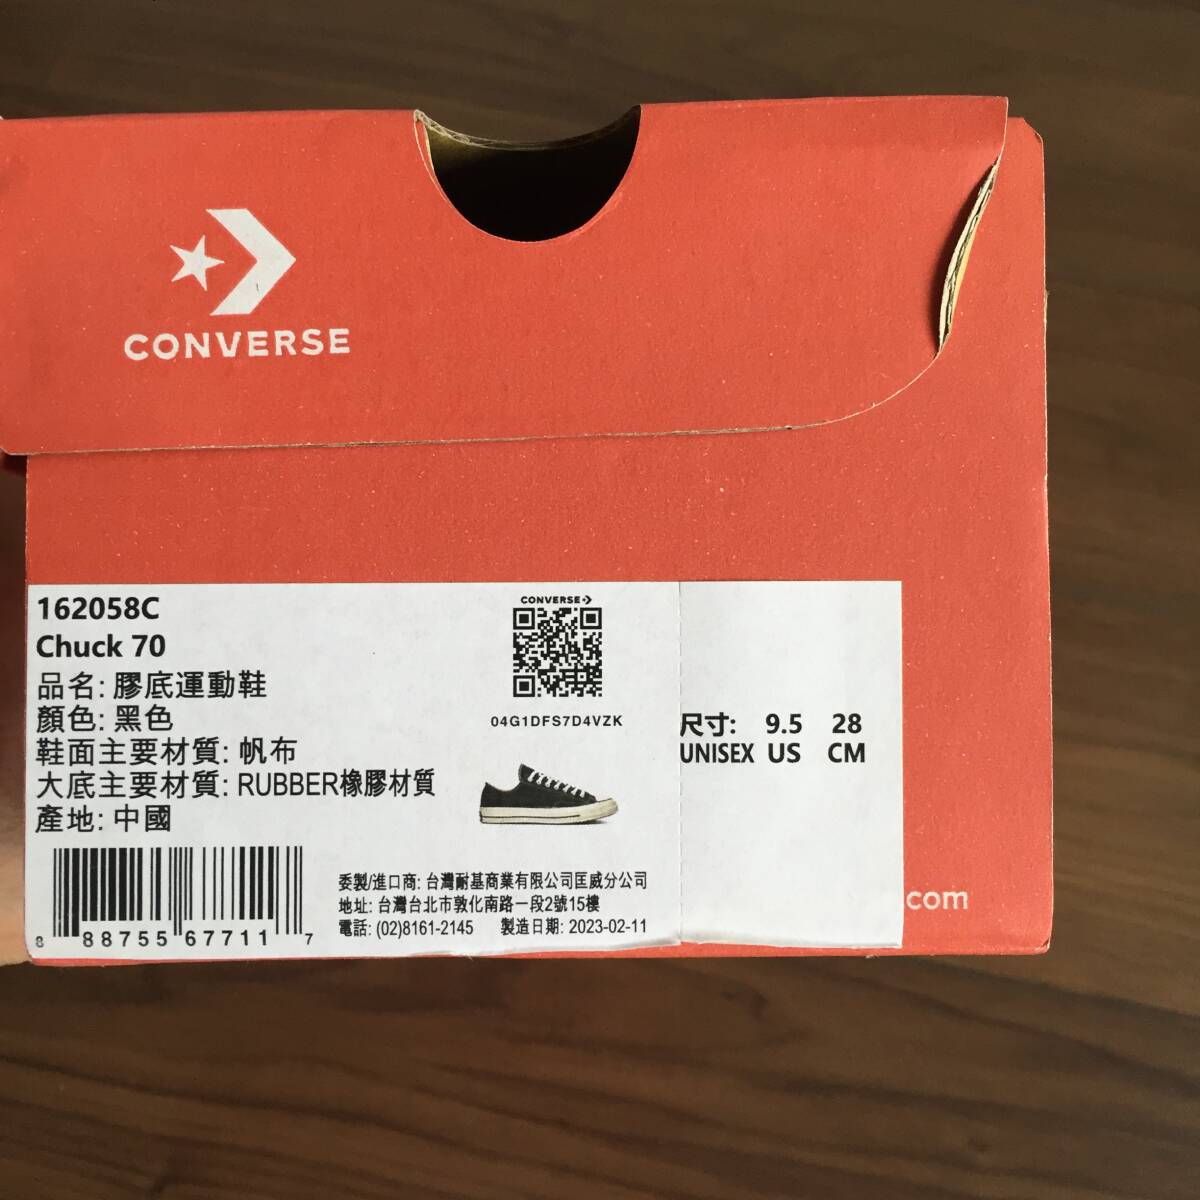 CONVERSE
162058C
Chuck 70
品名: 膠底運動鞋
顏色: 黑色
鞋面主要材質: 帆布
大底主要材質: RUBBER橡膠材質
產地: 中國
8 88755 67711 7
CONVERSE
04G1DFS7D4VZK
委製/進口商: 台灣耐基商業有限公司匡威分公司
地址: 台灣台北市敦化南路一段2號15樓
電話: (02)8161-2145 製造日期: 2023-02-11
尺寸: 9.5 28
UNISEX US CM
.com